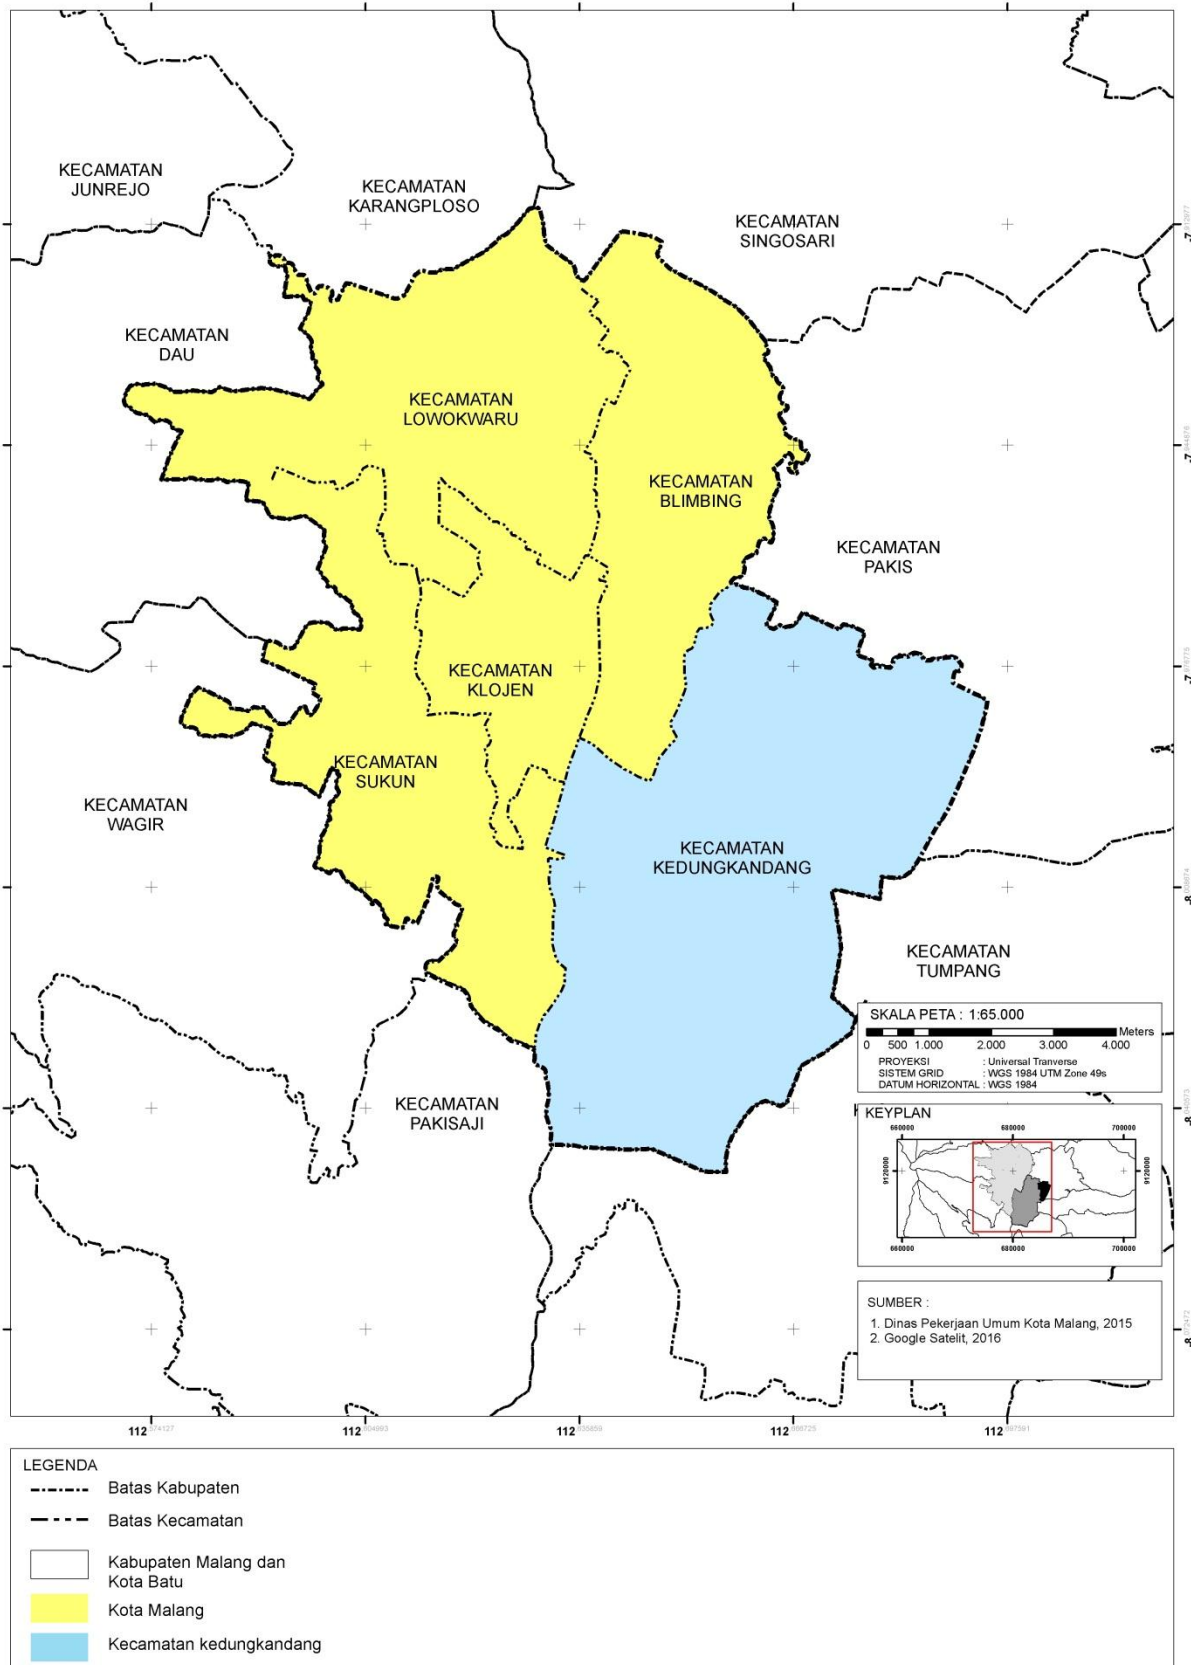 KECAMATAN
JUNREJO
KECAMATAN
KARANGPLOSO
KECAMATAN
SINGOSARI
KECAMATAN
DAU
KECAMATAN
LOWOKWARU
KECAMATAN
BLIMBING
KECAMATAN
PAKIS
KECAMATAN
KLOJEN
KECAMATAN
SUKUN
KECAMATAN
WAGIR
KECAMATAN
KEDUNGKANDANG
KECAMATAN
TUMPANG
KECAMATAN
PAKISAJI
SKALA PETA : 1:65.000
Meters
0 500 1.000 2.000 3.000 4.000
PROYEKSI : Universal Tranverse
SISTEM GRID : WGS 1984 UTM Zone 49s
DATUM HORIZONTAL : WGS 1984
KEYPLAN
660000 680000 700000
9120000 9120000
660000 680000 700000
SUMBER :
1. Dinas Pekerjaan Umum Kota Malang, 2015
2. Google Satelit, 2016
112 112 112 112 112
LEGENDA
Batas Kabupaten
Batas Kecamatan
Kabupaten Malang dan
Kota Batu
Kota Malang
Kecamatan kedungkandang